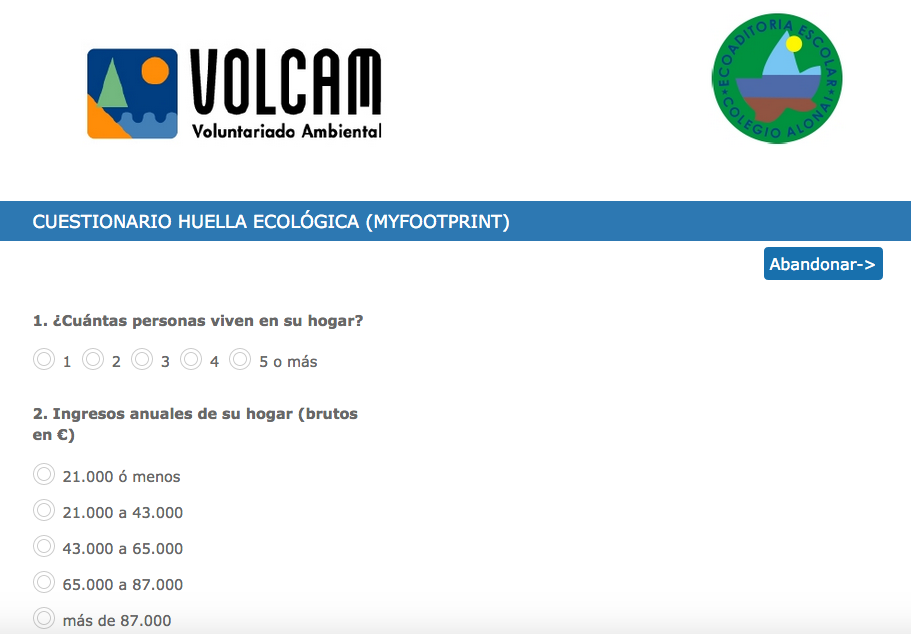 VOLCAM
Voluntariado Ambiental
ECOADITORIA ESCOLAR
COLEGIO ALONAI
CUESTIONARIO HUELLA ECOLÓGICA (MYFOOTPRINT)
Abandonar->
1. ¿Cuántas personas viven en su hogar?
1 2 3 4 5 o más
2. Ingresos anuales de su hogar (brutos
en €)
21.000 ó menos
21.000 a 43.000
43.000 a 65.000
65.000 a 87.000
más de 87.000